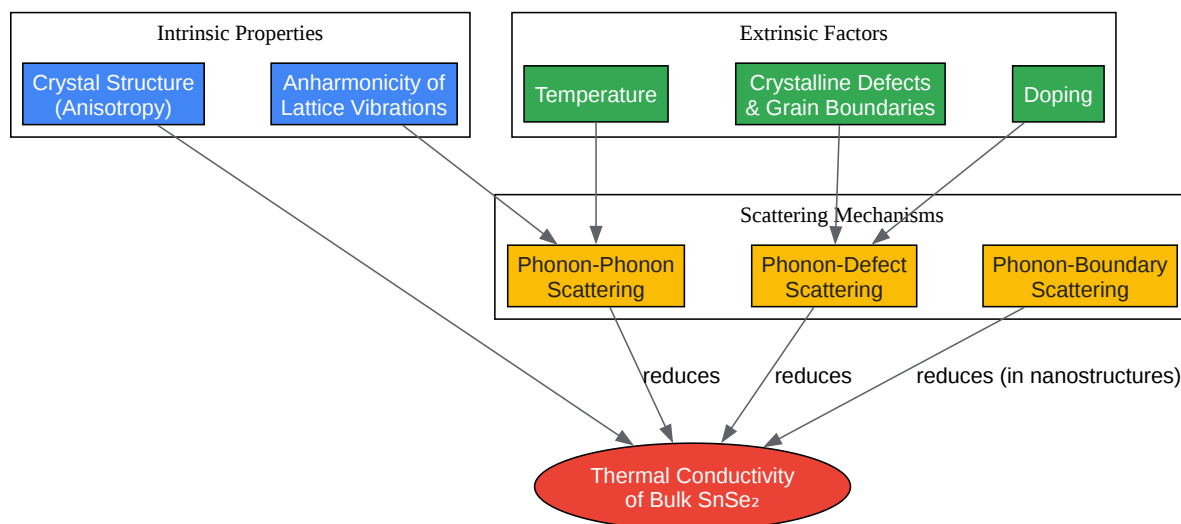 Intrinsic Properties
Extrinsic Factors
Crystal Structure
(Anisotropy)
Anharmonicity of
Lattice Vibrations
Temperature
Crystalline Defects
& Grain Boundaries
Doping
Scattering Mechanisms
Phonon-Phonon
Scattering
Phonon-Defect
Scattering
Phonon-Boundary
Scattering
reduces
reduces
reduces (in nanostructures)
Thermal Conductivity
of Bulk SnSe₂